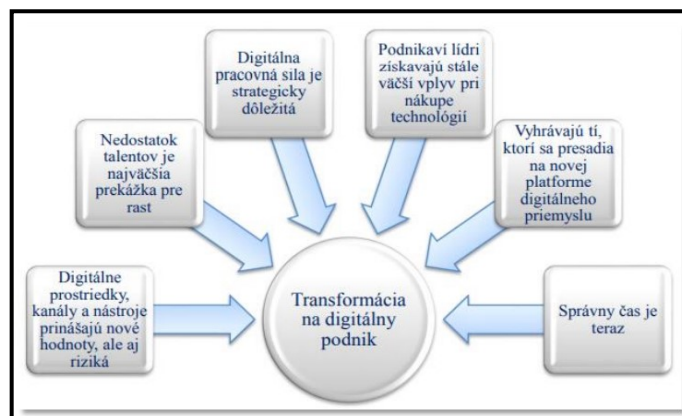 Digitálna
pracovná sila je
strategicky
dôležitá
Podnikaví lídri
získavajú stále
väčší vplyv pri
nákupe
technológií
Nedostatok
talentov je
najväčšia
prekážka pre
rast
Vyhrávajú tí,
ktorí sa presadia
na novej
platforme
digitálneho
priemyslu
Digitálne
prostriedky,
kanály a nástroje
prinášajú nové
hodnoty, ale aj
riziká
Transformácia
na digitálny
podnik
Správny čas je
teraz